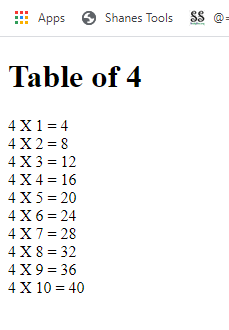 Apps Shanes Tools SS @=
Table of 4
4 X 1 = 4
4 X 2 = 8
4 X 3 = 12
4 X 4 = 16
4 X 5 = 20
4 X 6 = 24
4 X 7 = 28
4 X 8 = 32
4 X 9 = 36
4 X 10 = 40